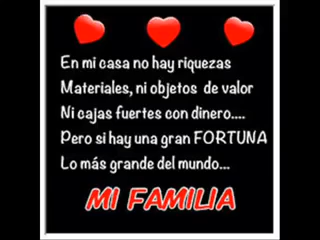 En mi casa no hay riquezas
Materiales, ni objetos de valor
Ni cajas fuertes con dinero....
Pero si hay una gran FORTUNA
Lo más grande del mundo...
MI FAMILIA